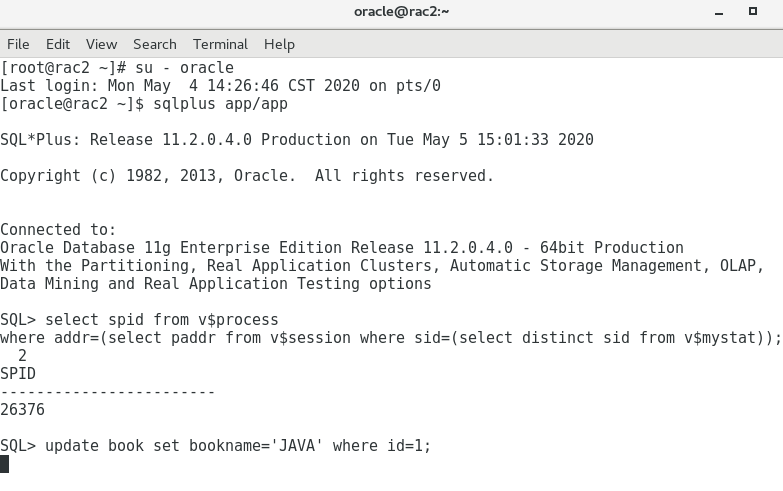 oracle@rac2:~
File Edit View Search Terminal Help
[root@rac2 ~]# su - oracle
Last login: Mon May  4 14:26:46 CST 2020 on pts/0
[oracle@rac2 ~]$ sqlplus app/app
SQL*Plus: Release 11.2.0.4.0 Production on Tue May 5 15:01:33 2020
Copyright (c) 1982, 2013, Oracle.  All rights reserved.
Connected to:
Oracle Database 11g Enterprise Edition Release 11.2.0.4.0 - 64bit Production
With the Partitioning, Real Application Clusters, Automatic Storage Management, OLAP,
Data Mining and Real Application Testing options
SQL> select spid from v$process
where addr=(select paddr from v$session where sid=(select distinct sid from v$mystat));
  2
SPID
------------------------
26376
SQL> update book set bookname='JAVA' where id=1;